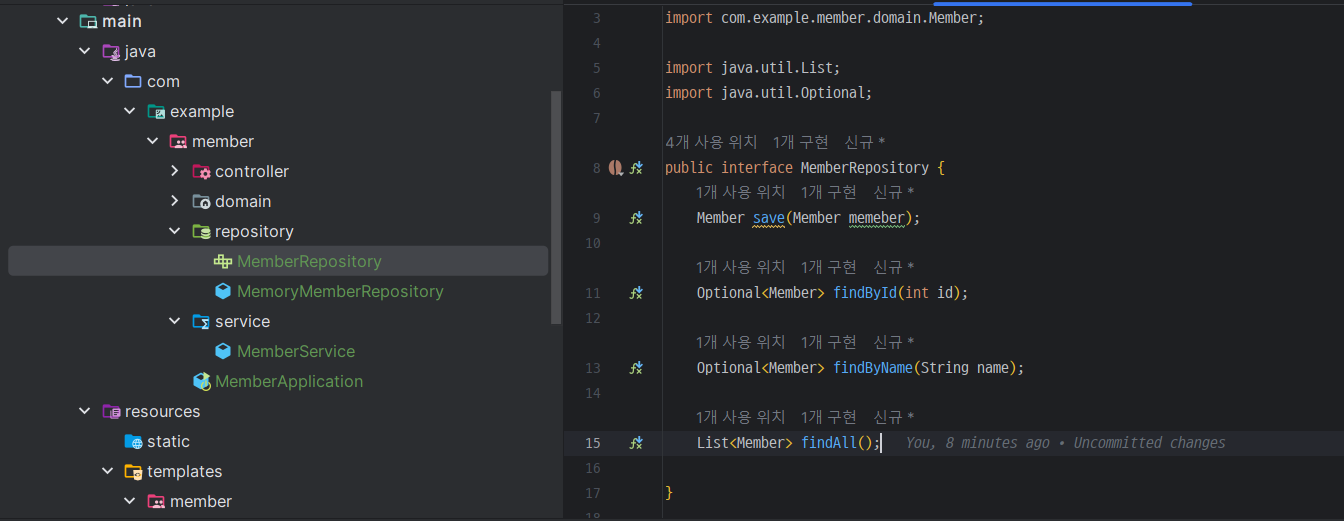 main
java
com
example
member
controller
domain
repository
MemberRepository
MemoryMemberRepository
service
MemberService
MemberApplication
resources
static
templates
member
3 import com.example.member.domain.Member;
4
5 import java.util.List;
6 import java.util.Optional;
7
4개 사용 위치 1개 구현 신규 *
8 public interface MemberRepository {
1개 사용 위치 1개 구현 신규 *
9 Member save(Member memeber);
10
1개 사용 위치 1개 구현 신규 *
11 Optional<Member> findById(int id);
12
1개 사용 위치 1개 구현 신규 *
13 Optional<Member> findByName(String name);
14
1개 사용 위치 1개 구현 신규 *
15 List<Member> findAll(); You, 8 minutes ago • Uncommitted changes
16
17 }
18